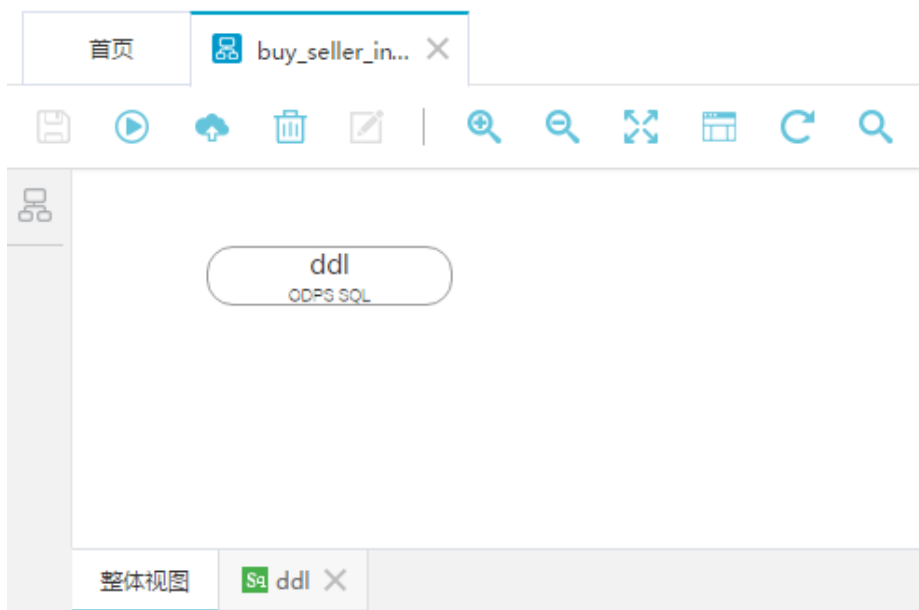 首页
buy_seller_in...
ddl
ODPS SQL
整体视图
Sq ddl